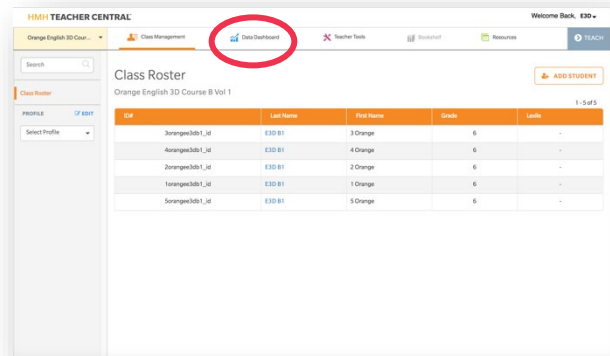 HMH TEACHER CENTRAL
Welcome Back, E3D
Orange English 3D Cour...
Class Management
Data Dashboard
Teacher Tools
Bookshelf
Resources
TEACH
Search
Class Roster
PROFILE EDIT
Select Profile
Class Roster
Orange English 3D Course B Vol 1
ADD STUDENT
1 - 5 of 5
ID# Last Name First Name Grade Lexile
3orangee3db1_id E3D B1 3 Orange 6 -
4orangee3db1_id E3D B1 4 Orange 6 -
2orangee3db1_id E3D B1 2 Orange 6 -
1orangee3db1_id E3D B1 1 Orange 6 -
5orangee3db1_id E3D B1 5 Orange 6 -